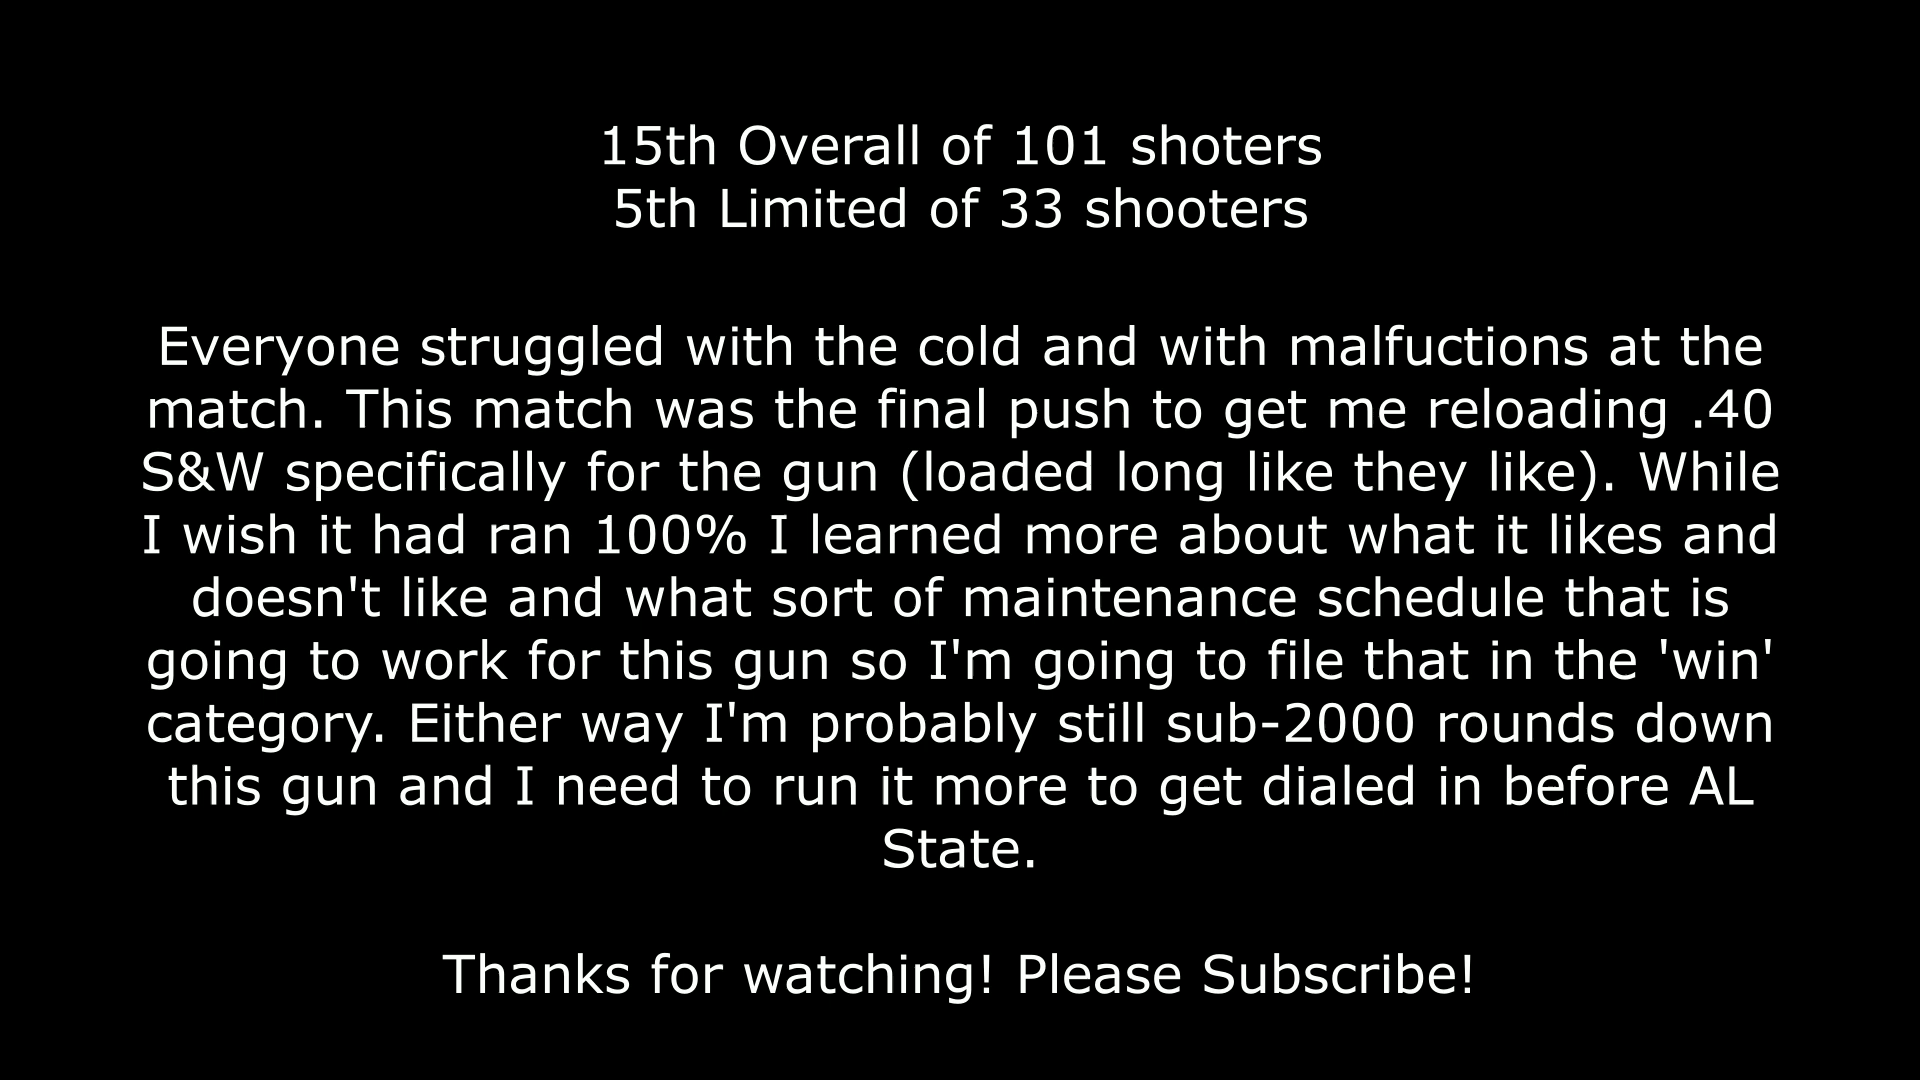 15th Overall of 101 shoters
5th Limited of 33 shooters
Everyone struggled with the cold and with malfuctions at the
match. This match was the final push to get me reloading .40
S&W specifically for the gun (loaded long like they like). While
I wish it had ran 100% I learned more about what it likes and
doesn't like and what sort of maintenance schedule that is
going to work for this gun so I'm going to file that in the 'win'
category. Either way I'm probably still sub-2000 rounds down
this gun and I need to run it more to get dialed in before AL
State.
Thanks for watching! Please Subscribe!